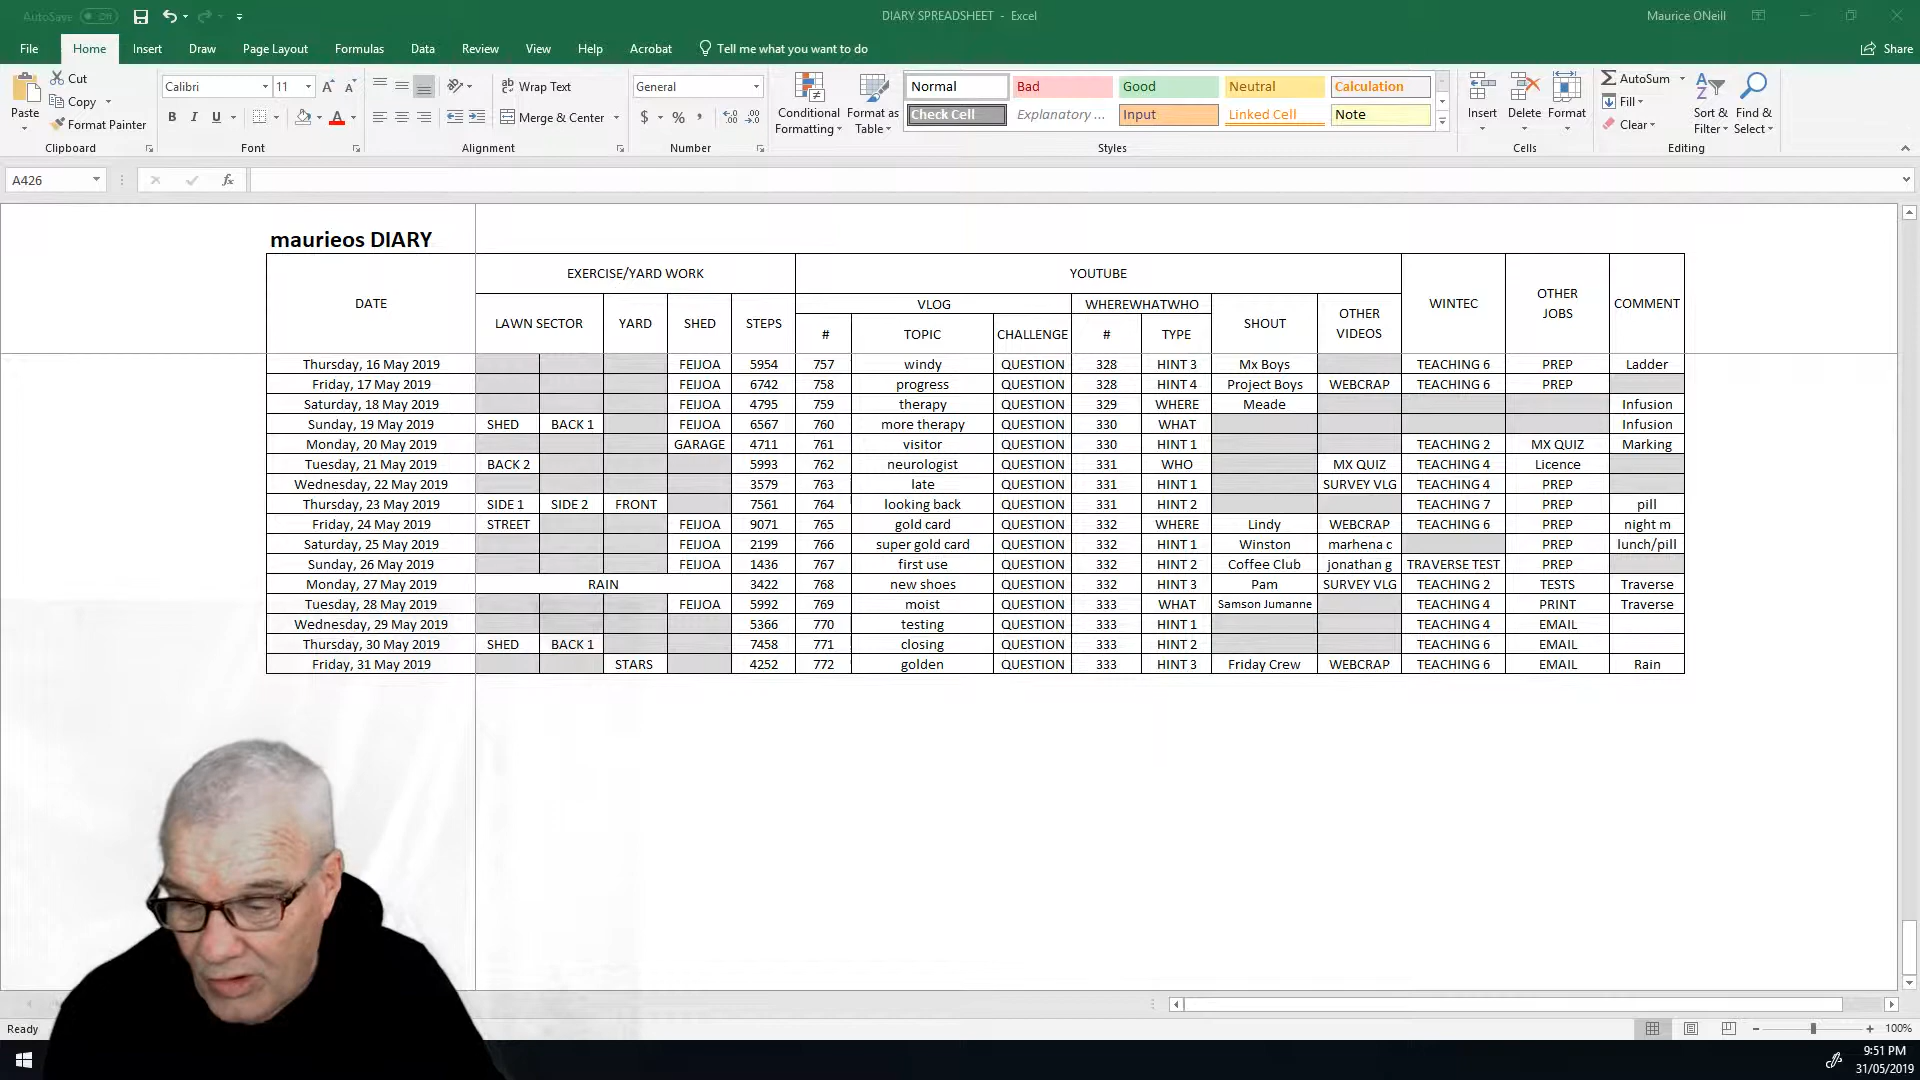 AutoSave Off DIARY SPREADSHEET - Excel Maurice ONeill
File Home Insert Draw Page Layout Formulas Data Review View Help Acrobat Tell me what you want to do Share
Cut
Copy
Format Painter
Paste
Clipboard
Calibri 11
B I U
Font
Wrap Text
Merge & Center
Alignment
General
$ % ,
Number
Conditional Formatting
Format as Table
Normal Bad Good Neutral Calculation
Check Cell Explanatory ... Input Linked Cell Note
Styles
Insert Delete Format
Cells
AutoSum
Fill
Clear
Sort & Filter
Find & Select
Editing
A426 fx
maurieos DIARY
DATE EXERCISE/YARD WORK YOUTUBE WINTEC OTHER JOBS COMMENT
LAWN SECTOR YARD SHED STEPS VLOG WHEREWHATWHO SHOUT OTHER VIDEOS
# TOPIC CHALLENGE # TYPE
Thursday, 16 May 2019 FEIJOA 5954 757 windy QUESTION 328 HINT 3 Mx Boys TEACHING 6 PREP Ladder
Friday, 17 May 2019 FEIJOA 6742 758 progress QUESTION 328 HINT 4 Project Boys WEBCRAP TEACHING 6 PREP
Saturday, 18 May 2019 FEIJOA 4795 759 therapy QUESTION 329 WHERE Meade Infusion
Sunday, 19 May 2019 SHED BACK 1 FEIJOA 6567 760 more therapy QUESTION 330 WHAT Infusion
Monday, 20 May 2019 GARAGE 4711 761 visitor QUESTION 330 HINT 1 TEACHING 2 MX QUIZ Marking
Tuesday, 21 May 2019 BACK 2 5993 762 neurologist QUESTION 331 WHO MX QUIZ TEACHING 4 Licence
Wednesday, 22 May 2019 3579 763 late QUESTION 331 HINT 1 SURVEY VLG TEACHING 4 PREP
Thursday, 23 May 2019 SIDE 1 SIDE 2 FRONT 7561 764 looking back QUESTION 331 HINT 2 TEACHING 7 PREP pill
Friday, 24 May 2019 STREET FEIJOA 9071 765 gold card QUESTION 332 WHERE Lindy WEBCRAP TEACHING 6 PREP night m
Saturday, 25 May 2019 FEIJOA 2199 766 super gold card QUESTION 332 HINT 1 Winston marhena c PREP lunch/pill
Sunday, 26 May 2019 FEIJOA 1436 767 first use QUESTION 332 HINT 2 Coffee Club jonathan g TRAVERSE TEST PREP
Monday, 27 May 2019 RAIN 3422 768 new shoes QUESTION 332 HINT 3 Pam SURVEY VLG TEACHING 2 TESTS Traverse
Tuesday, 28 May 2019 FEIJOA 5992 769 moist QUESTION 333 WHAT Samson Jumanne TEACHING 4 PRINT Traverse
Wednesday, 29 May 2019 5366 770 testing QUESTION 333 HINT 1 TEACHING 4 EMAIL
Thursday, 30 May 2019 SHED BACK 1 7458 771 closing QUESTION 333 HINT 2 TEACHING 6 EMAIL
Friday, 31 May 2019 STARS 4252 772 golden QUESTION 333 HINT 3 Friday Crew WEBCRAP TEACHING 6 EMAIL Rain
Ready 100%
9:51 PM
31/05/2019